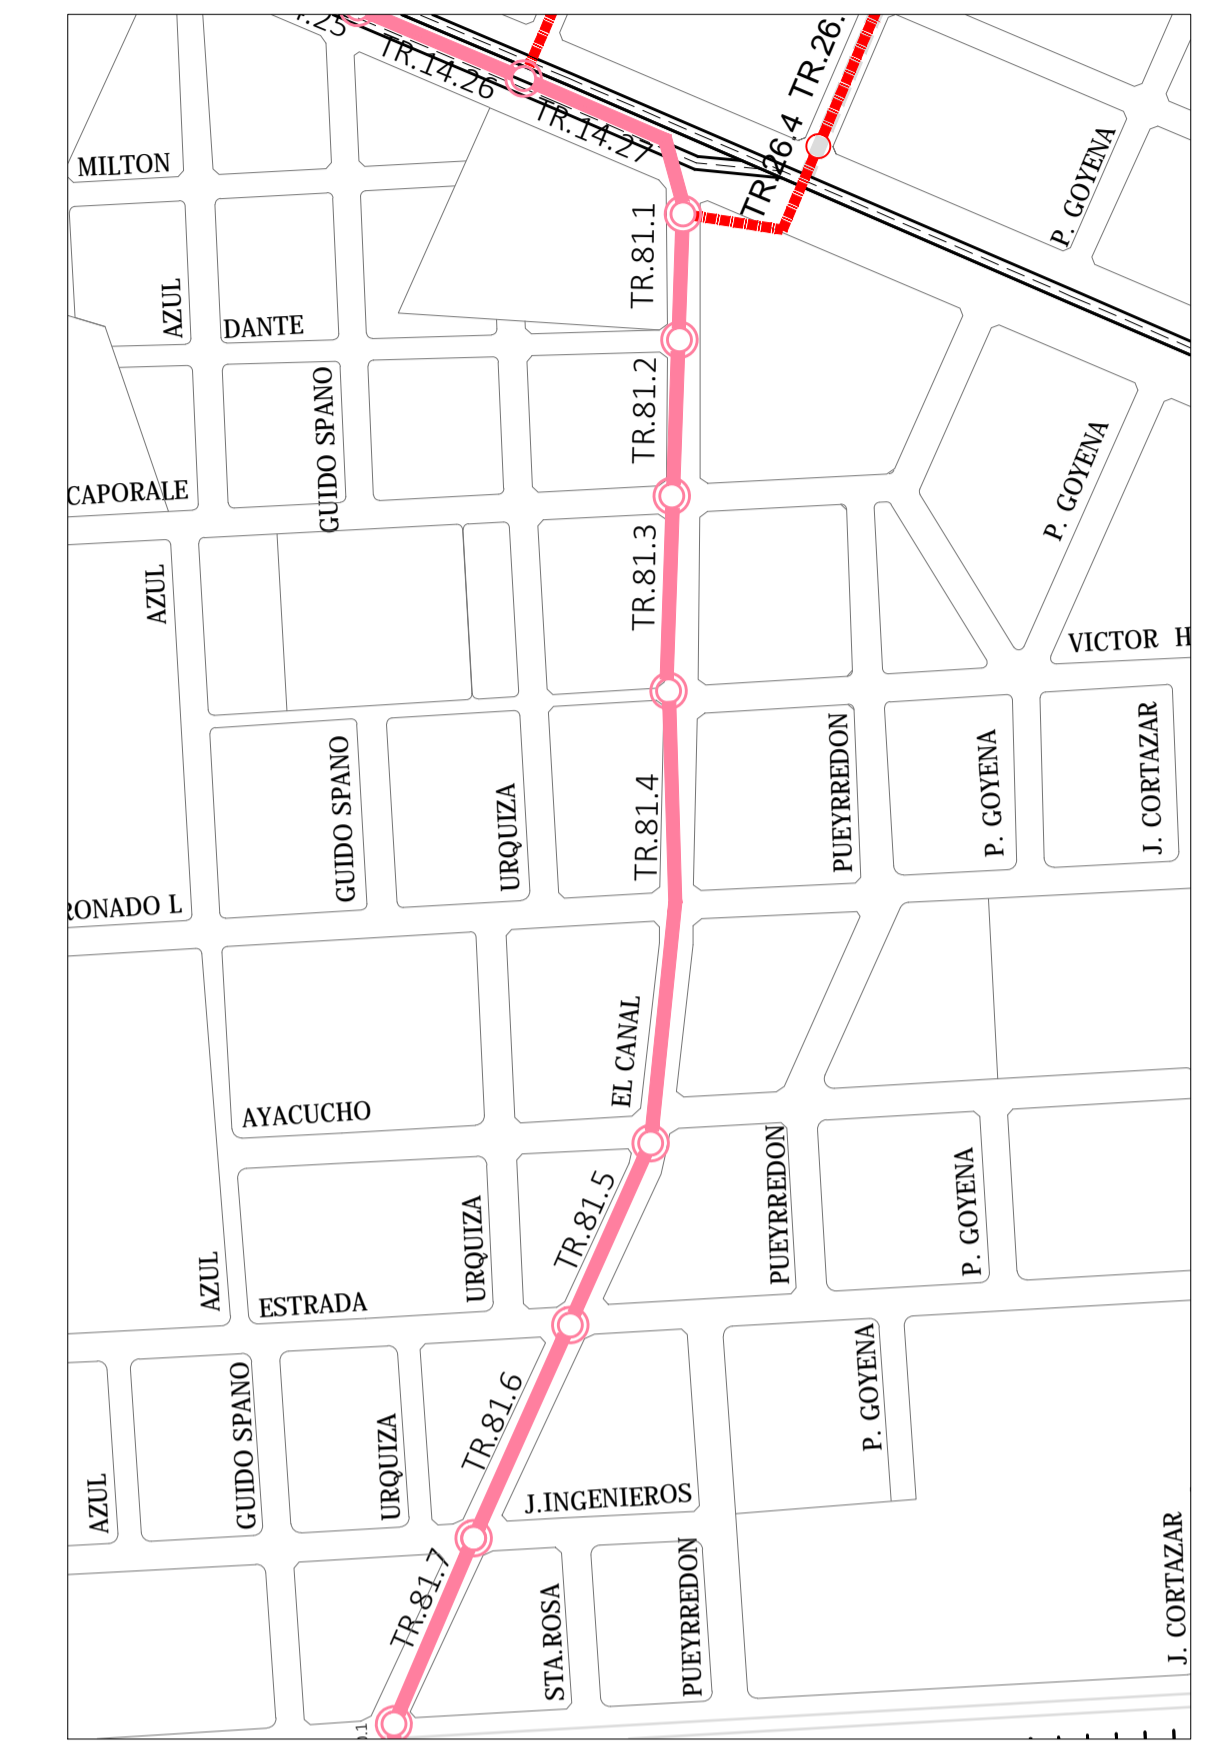 .25
TR.14.26
TR.14.27
TR.26.4
TR.26.
MILTON
P. GOYENA
TR.81.1
AZUL
DANTE
TR.81.2
GUIDO SPANO
P. GOYENA
CAPORALE
TR.81.3
AZUL
VICTOR H
GUIDO SPANO
URQUIZA
TR.81.4
PUEYRREDON
P. GOYENA
J. CORTAZAR
RONADO L
EL CANAL
AYACUCHO
TR.81.5
PUEYRREDON
P. GOYENA
URQUIZA
AZUL
ESTRADA
TR.81.6
P. GOYENA
GUIDO SPANO
URQUIZA
AZUL
J.INGENIEROS
TR.81.7
STA.ROSA
PUEYRREDON
J. CORTAZAR
.1